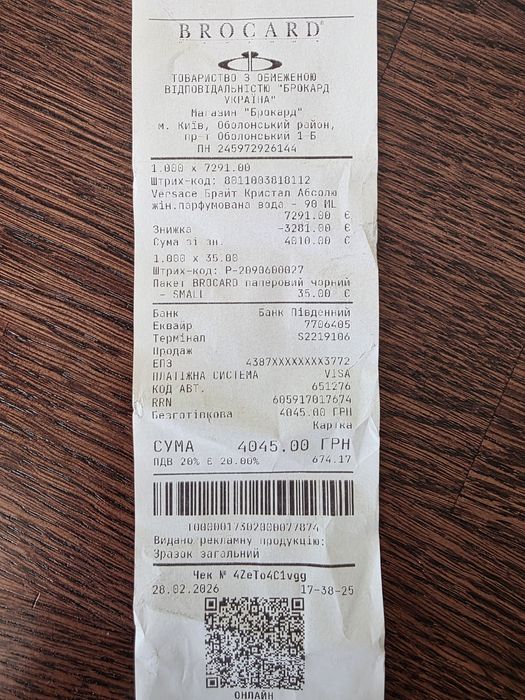 BROCARD
ТОВАРИСТВО З ОБМЕЖЕНОЮ
ВІДПОВІДАЛЬНІСТЮ "БРОКАРД
УКРАЇНА"
Магазин "Брокард"
м. Київ, Оболонський район,
пр-т Оболонський 1-Б
ПН 245972926144
1.000 x 7291.00
Штрих-код: 8011003818112
Versace Брайт Кристал Абсолю
жін.парфумована вода - 90 ML
7291.00 Є
Знижка -3281.00 Є
Сума зі зн. 4010.00 Є
1.000 x 35.00
Штрих-код: P-2090600027
Пакет BROCARD паперовий чорний
- SMALL 35.00 Є
Банк Банк Південний
Еквайр 7706405
Термінал S2219106
Продаж
ЕПЗ 4387XXXXXXXX3772
ПЛАТІЖНА СИСТЕМА VISA
КОД АВТ. 651276
RRN 605917017674
Безготівкова 4045.00 ГРН
Картка
СУМА 4045.00 ГРН
ПДВ 20% Є 20.00% 674.17
T0000017302000077874
Видано рекламну продукцію:
Зразок загальний
Чек № 4ZeTo4C1vgg
28.02.2026 17-38-25
ОНЛАЙН